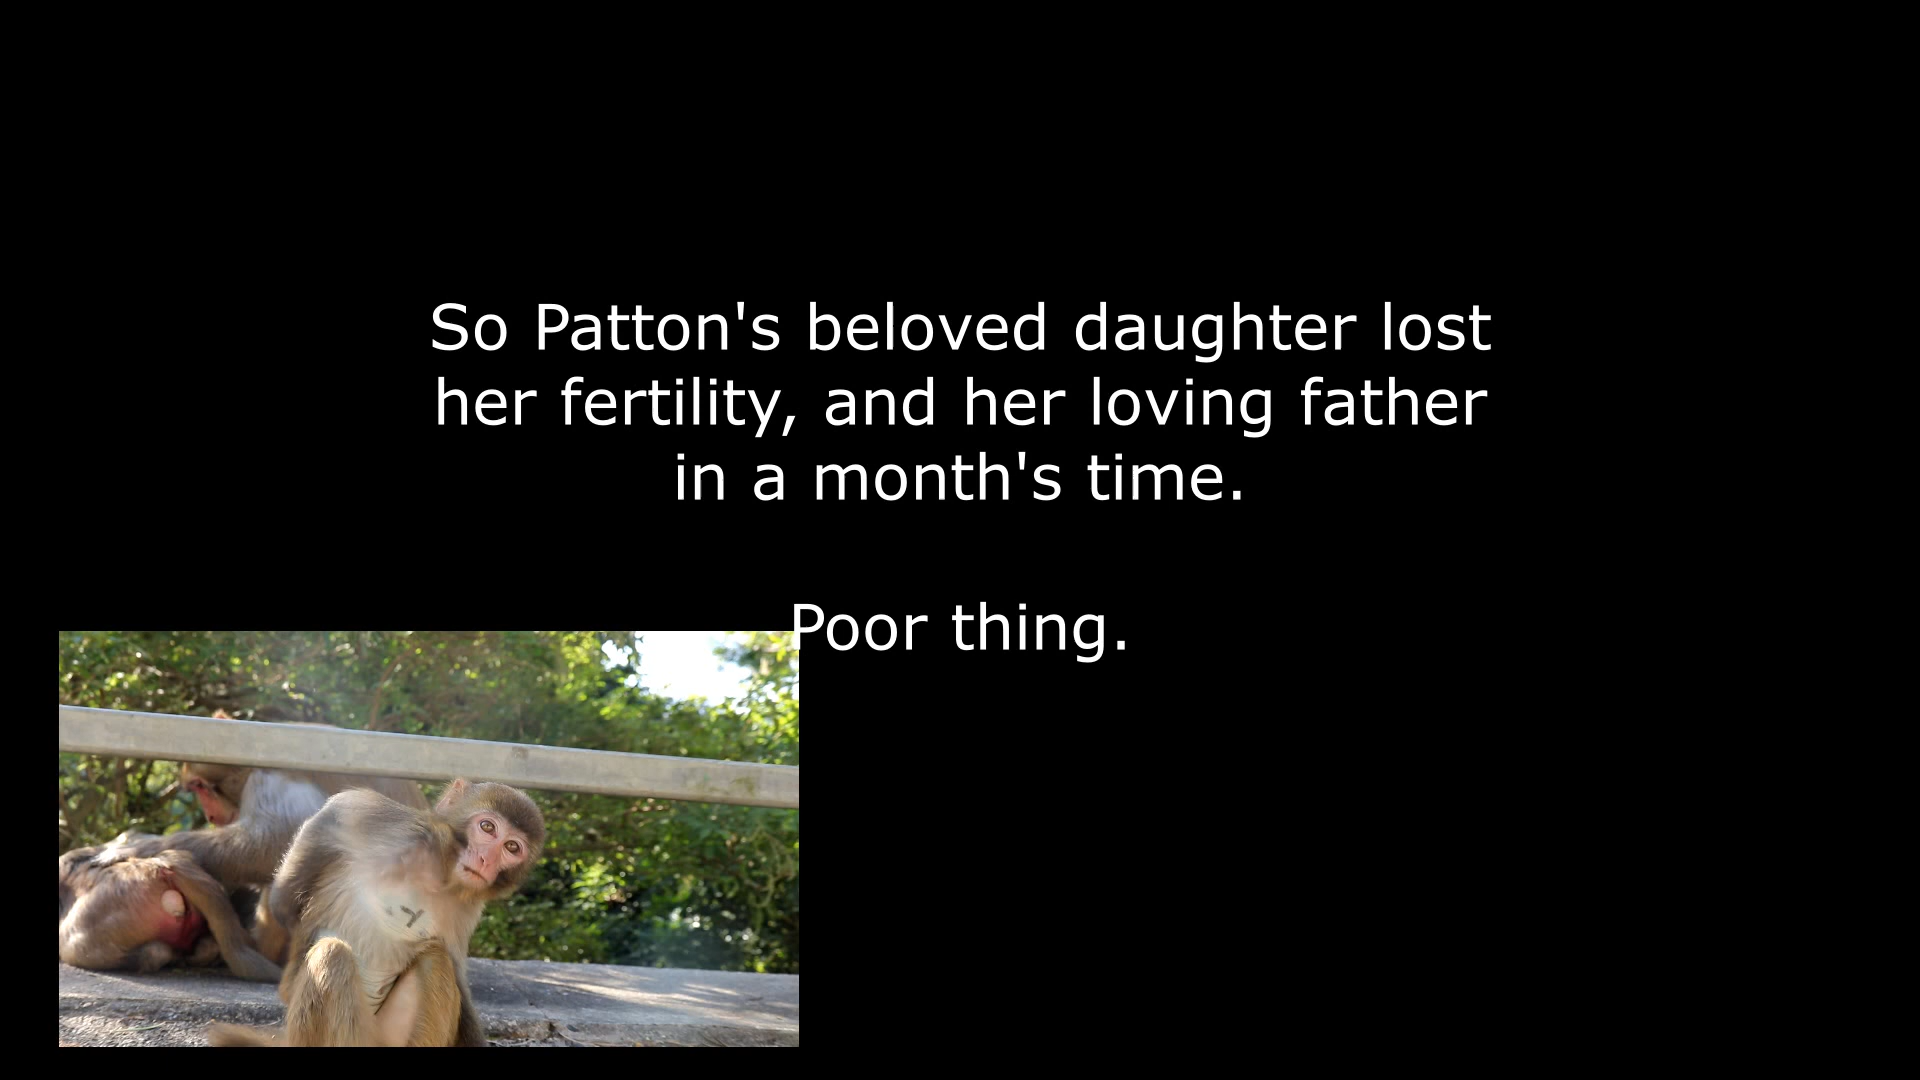 So Patton's beloved daughter lost
her fertility, and her loving father
in a month's time.
Poor thing.